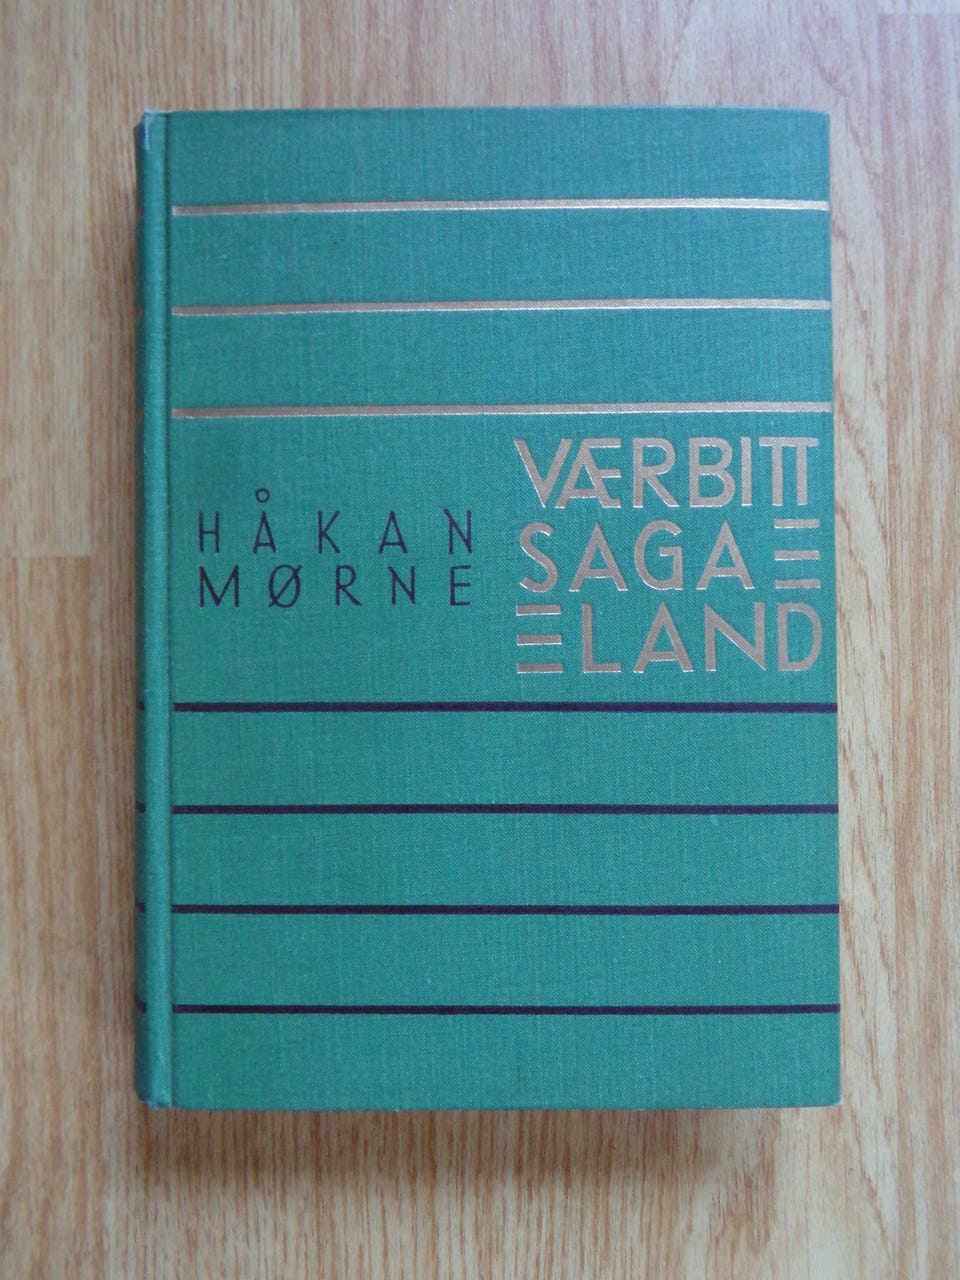 HÅKAN
MØRNE
VÆRBITT
SAGA
LAND